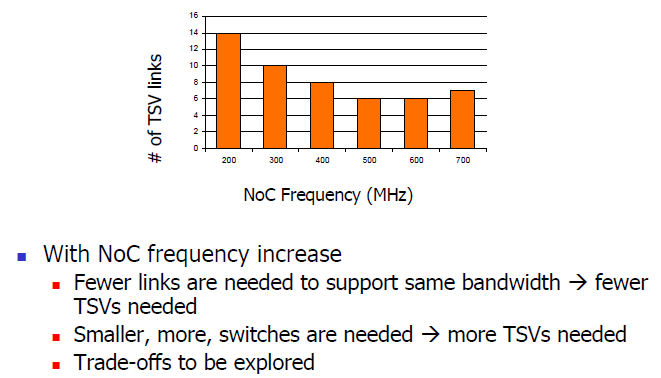 16
14
12
10
8
6
4
2
0
# of TSV links
200 300 400 500 600 700
NoC Frequency (MHz)
With NoC frequency increase
Fewer links are needed to support same bandwidth → fewer
TSVs needed
Smaller, more, switches are needed → more TSVs needed
Trade-offs to be explored